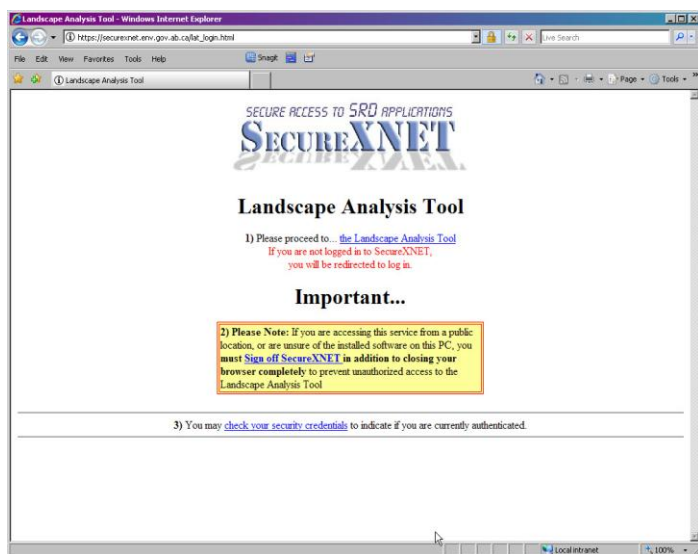 Landscape Analysis Tool - Windows Internet Explorer
https://securexnet.env.gov.ab.ca/lat_login.html
Live Search
File Edit View Favorites Tools Help
Snagit
Landscape Analysis Tool
Page
Tools
SECURE ACCESS TO SRD APPLICATIONS
SECUREXNET
Landscape Analysis Tool
1) Please proceed to... the Landscape Analysis Tool
If you are not logged in to SecureXNET,
you will be redirected to log in.
Important...
2) Please Note: If you are accessing this service from a public
location, or are unsure of the installed software on this PC, you
must Sign off SecureXNET in addition to closing your
browser completely to prevent unauthorized access to the
Landscape Analysis Tool
3) You may check your security credentials to indicate if you are currently authenticated.
Local intranet
100%